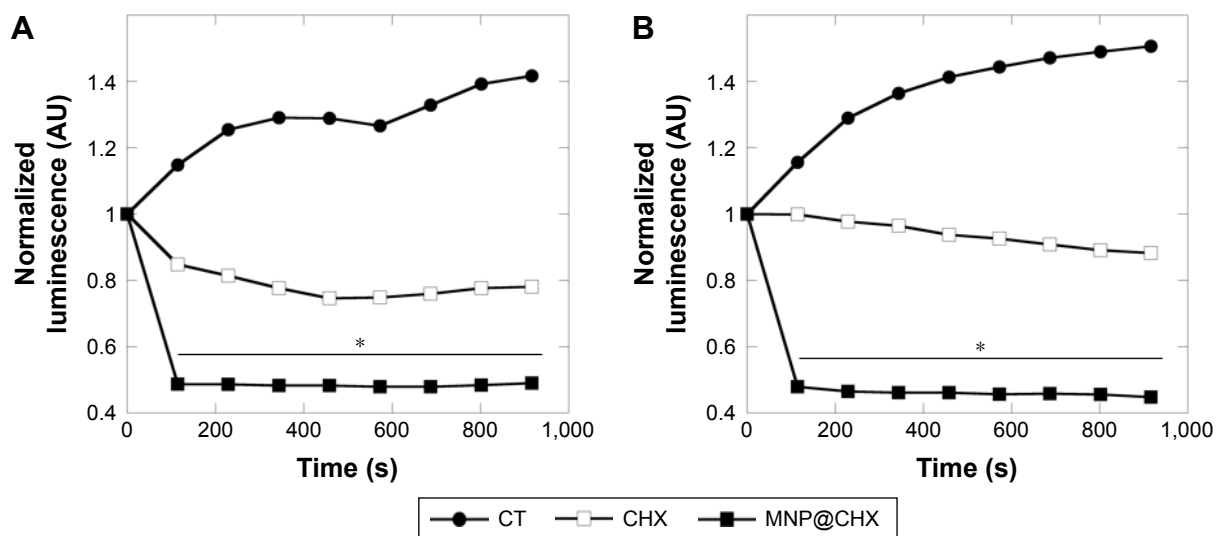 A
Normalized
luminescence (AU)
1.4
1.2
1
0.8
0.6
0.4
*
0 200 400 600 800 1,000
Time (s)
B
Normalized
luminescence (AU)
1.4
1.2
1
0.8
0.6
0.4
*
0 200 400 600 800 1,000
Time (s)
CT CHX MNP@CHX